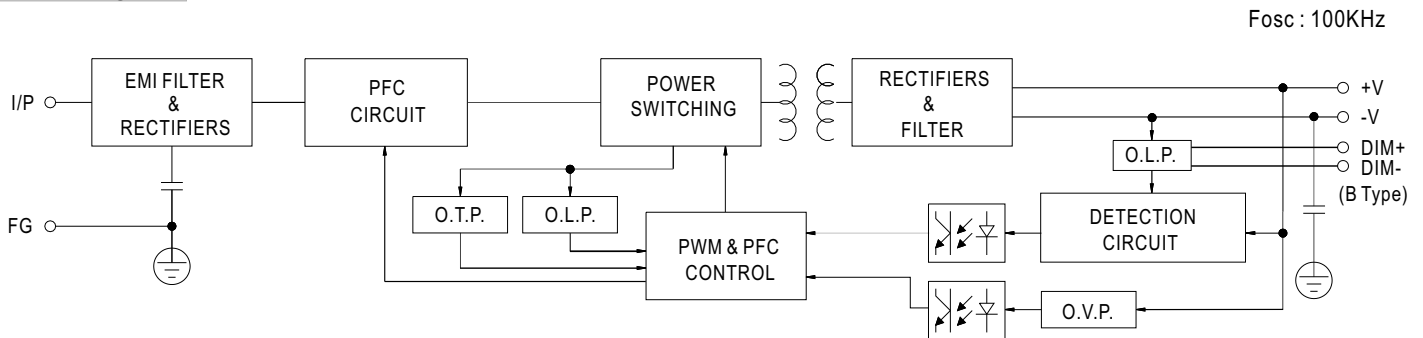 Fosc : 100KHz
I/P
EMI FILTER
&
RECTIFIERS
PFC
CIRCUIT
POWER
SWITCHING
RECTIFIERS
&
FILTER
+V
-V
DIM+
DIM-
(B Type)
O.L.P.
FG
O.T.P.
O.L.P.
PWM & PFC
CONTROL
DETECTION
CIRCUIT
O.V.P.